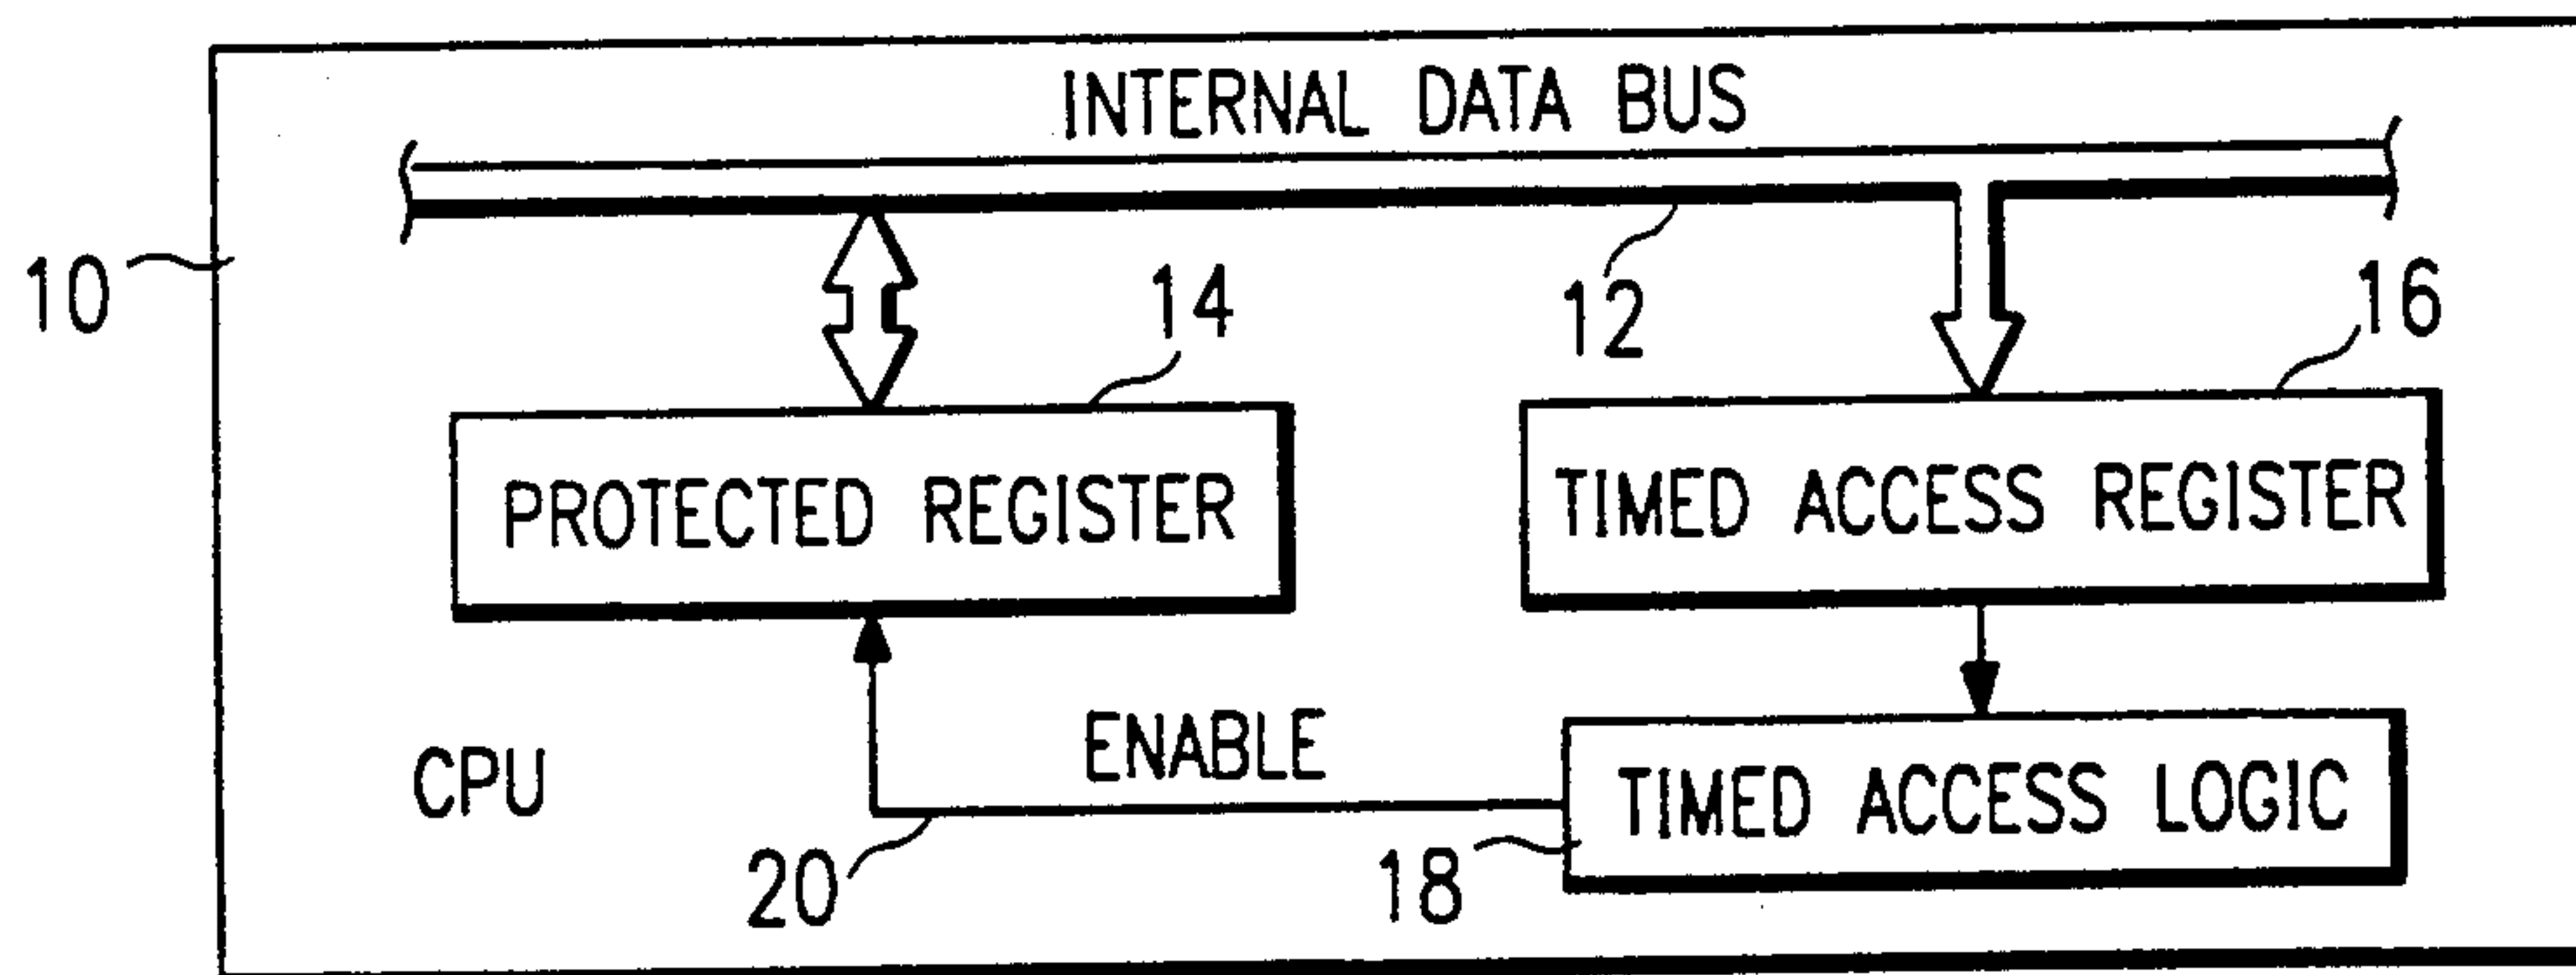 INTERNAL DATA BUS
10
14
12
16
PROTECTED REGISTER
TIMED ACCESS REGISTER
CPU
ENABLE
TIMED ACCESS LOGIC
20
18